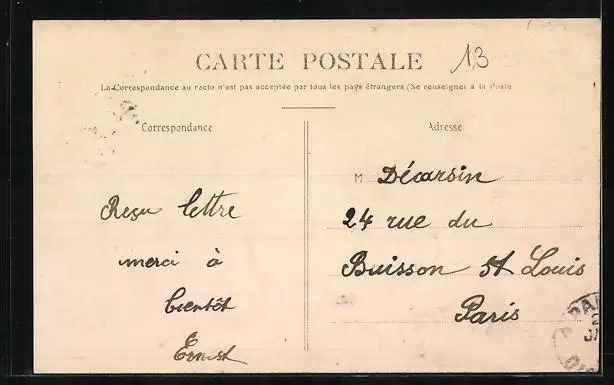 CARTE POSTALE
13
La Correspondance au recto n'est pas acceptée par tous les pays étrangers (Se renseigner à la Poste
Correspondance
Reçu lettre
merci à
bientôt
Ernest
Adresse
M Décarsin
24 rue du
Buisson St Louis
Paris